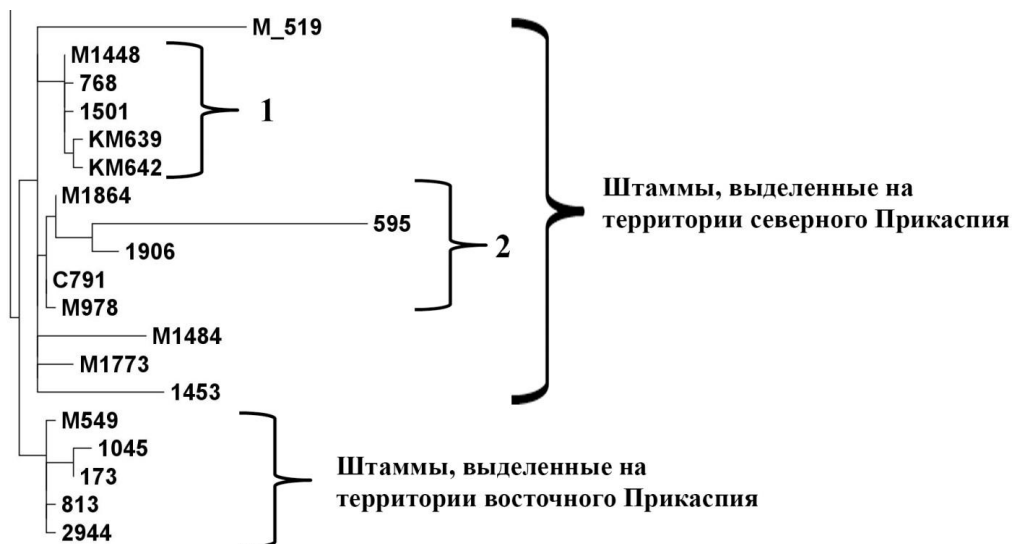 M_519
M1448
768
1501
KM639
KM642
1
M1864
595
1906
2
C791
M978
M1484
M1773
1453
Штаммы, выделенные на
территории северного Прикаспия
M549
1045
173
813
2944
Штаммы, выделенные на
территории восточного Прикаспия